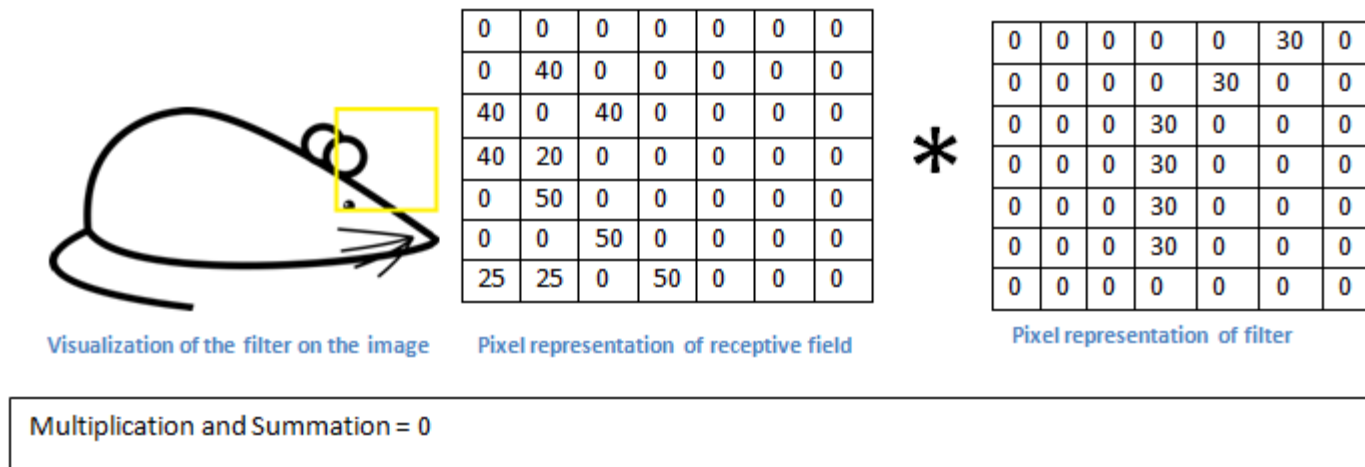 0 0 0 0 0 0 0
0 40 0 0 0 0 0
40 0 40 0 0 0 0
40 20 0 0 0 0 0
0 50 0 0 0 0 0
0 0 50 0 0 0 0
25 25 0 50 0 0 0
*
0 0 0 0 0 30 0
0 0 0 0 30 0 0
0 0 0 30 0 0 0
0 0 0 30 0 0 0
0 0 0 30 0 0 0
0 0 0 30 0 0 0
0 0 0 0 0 0 0
Visualization of the filter on the image
Pixel representation of receptive field
Pixel representation of filter
Multiplication and Summation = 0